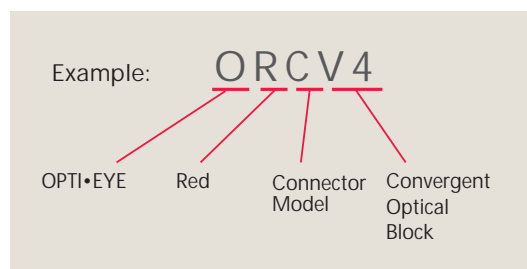 Example: ORCV4
OPTI•EYE Red Connector Model Convergent Optical Block